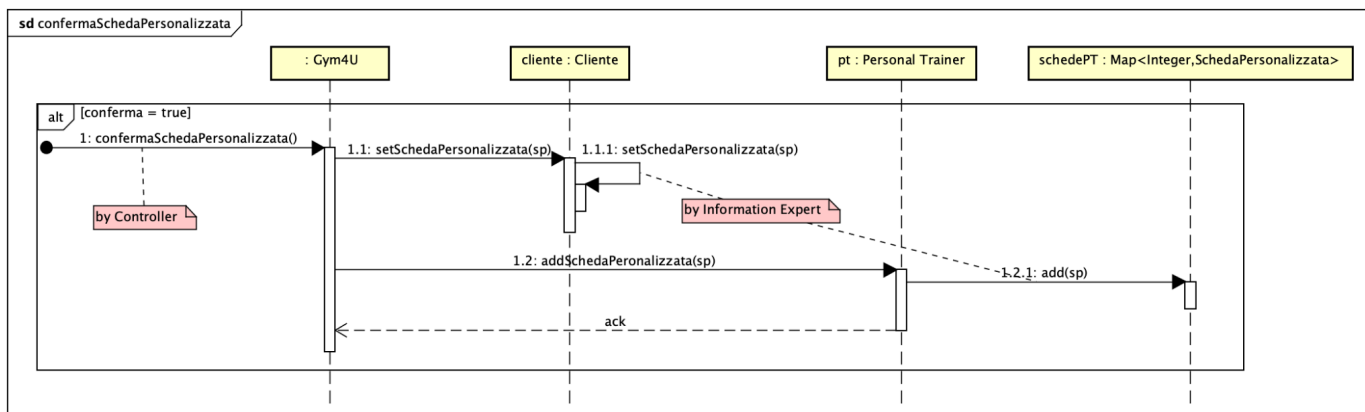 sd confermaSchedaPersonalizzata
: Gym4U
cliente : Cliente
pt : Personal Trainer
schedePT : Map<Integer,SchedaPersonalizzata>
alt
[conferma = true]
1: confermaSchedaPersonalizzata()
1.1: setSchedaPersonalizzata(sp)
1.1.1: setSchedaPersonalizzata(sp)
by Controller
by Information Expert
1.2: addSchedaPeronalizzata(sp)
1.2.1: add(sp)
ack